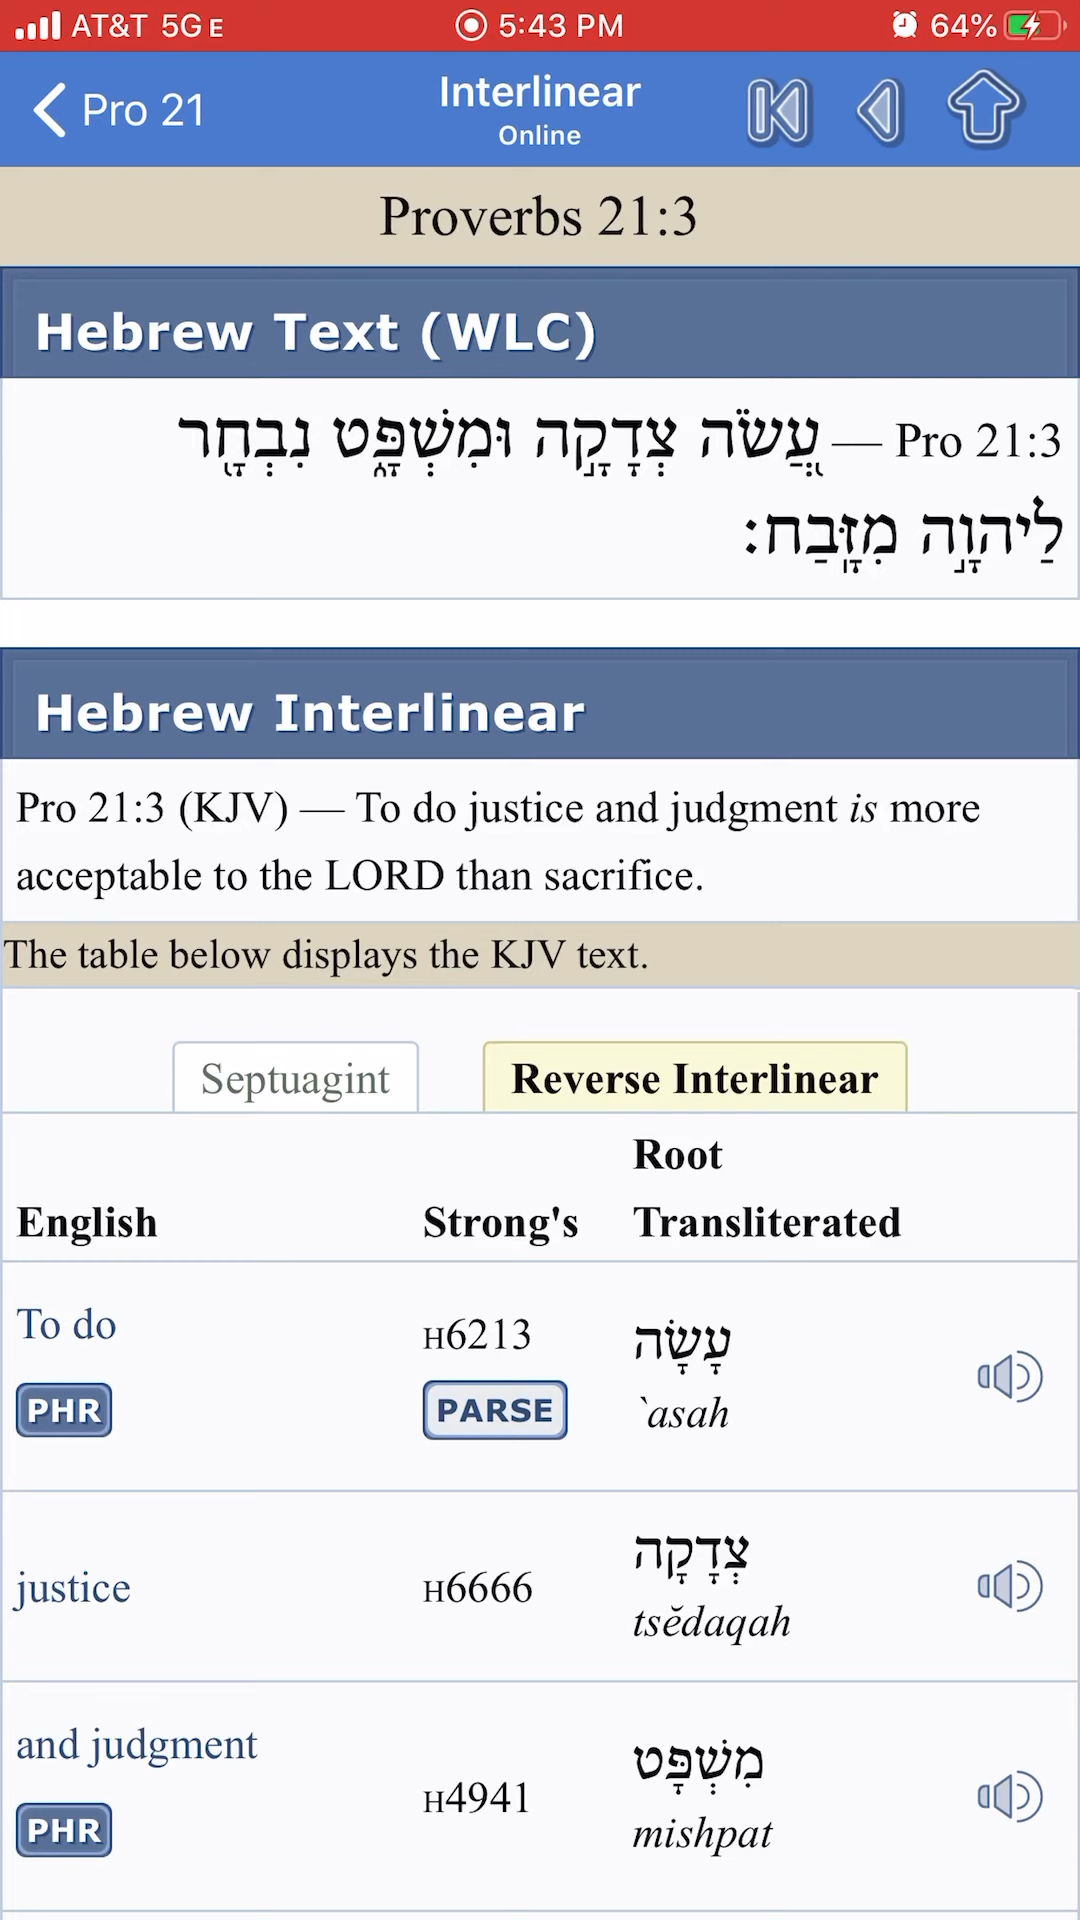 AT&T 5GE 5:43 PM 64%
Pro 21 Interlinear
Online
Proverbs 21:3
Hebrew Text (WLC)
Pro 21:3 — עֲ֭שֹׂה צְדָקָ֣ה וּמִשְׁפָּ֑ט נִבְחָ֖ר
לַיהוָ֣ה מִזָּֽבַח׃
Hebrew Interlinear
Pro 21:3 (KJV) — To do justice and judgment is more
acceptable to the LORD than sacrifice.
The table below displays the KJV text.
Septuagint Reverse Interlinear
Root
English Strong's Transliterated
To do H6213 עָשָׂה
PHR PARSE `asah
צְדָקָה
justice H6666
tsĕdaqah
and judgment מִשְׁפָּט
H4941
PHR mishpat